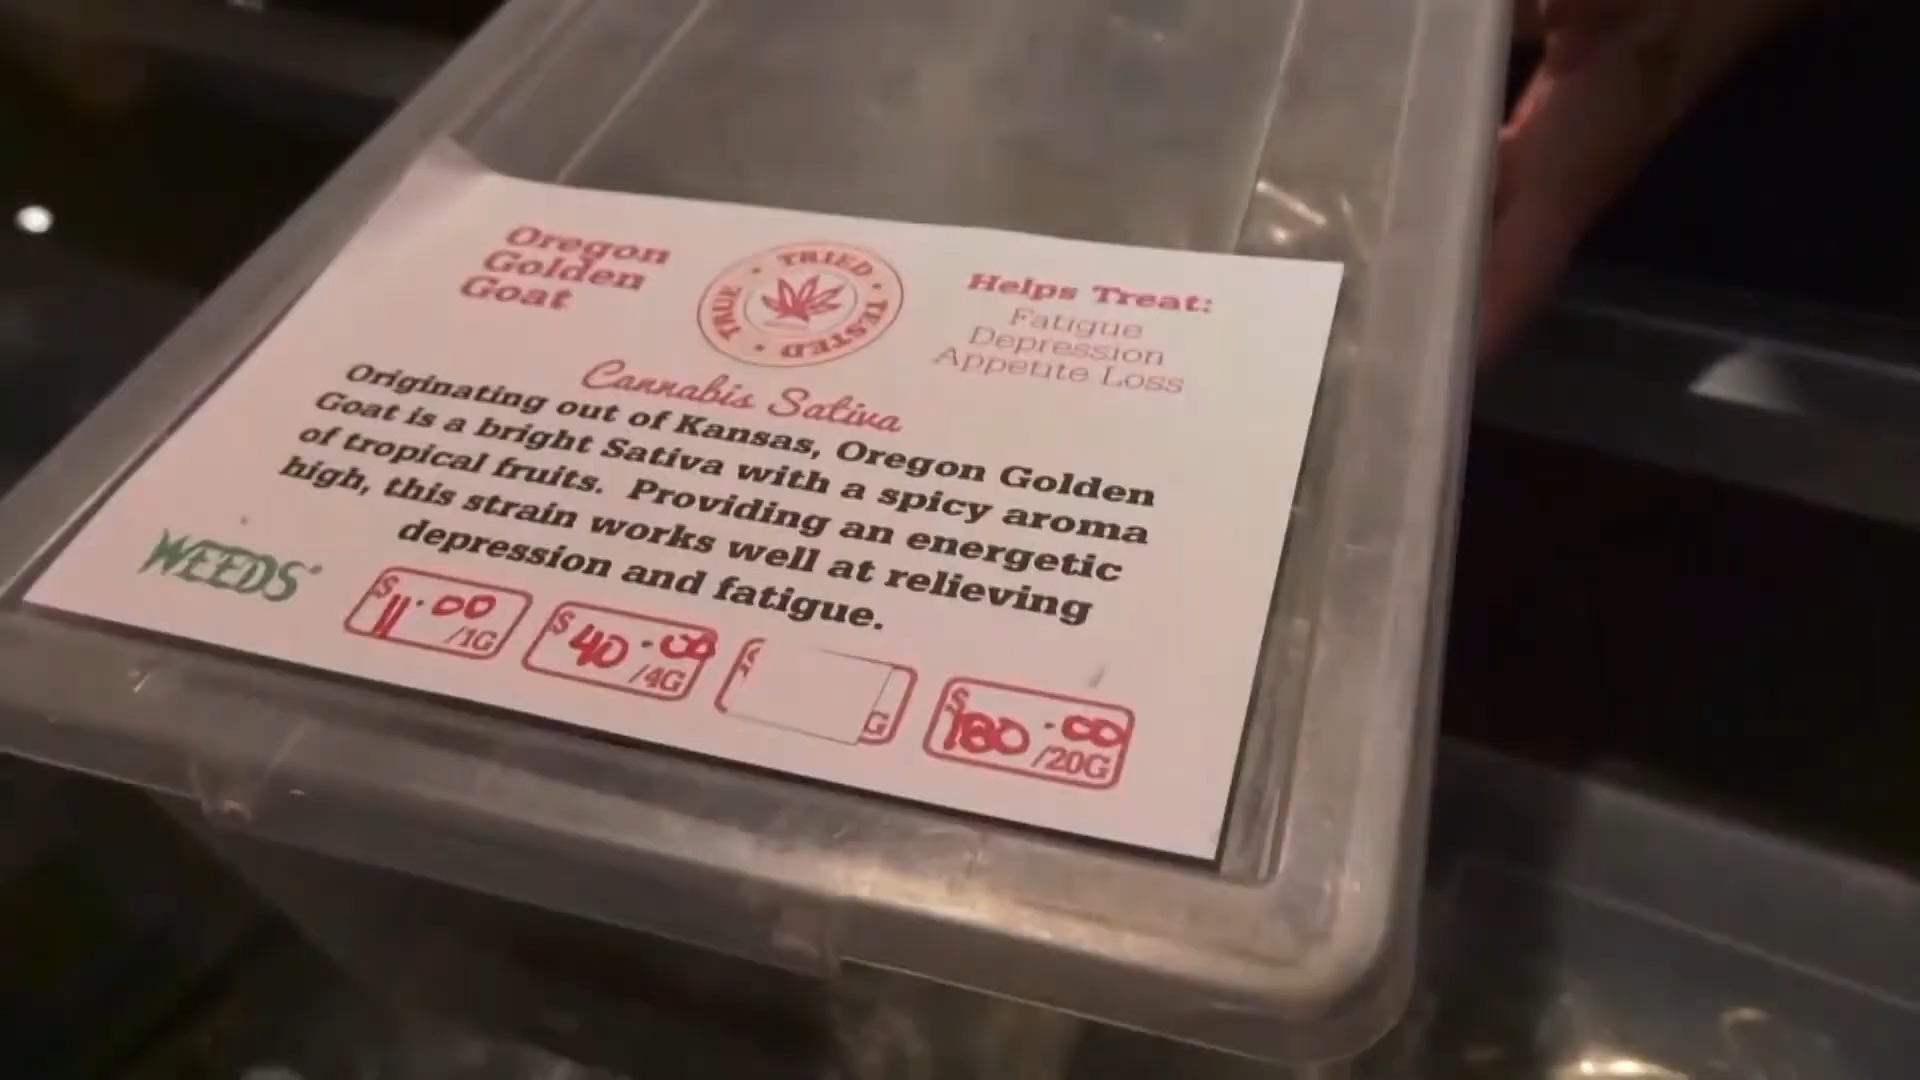 Oregon
Golden
Goat
TRUE · TRIED · TESTED ·
Helps Treat:
Fatigue
Depression
Appetite Loss
Cannabis Sativa
Originating out of Kansas, Oregon Golden
Goat is a bright Sativa with a spicy aroma
of tropical fruits. Providing an energetic
high, this strain works well at relieving
depression and fatigue.
WEEDS
$11.00 /1G
$40.00 /4G
$ G
$180.00 /20G